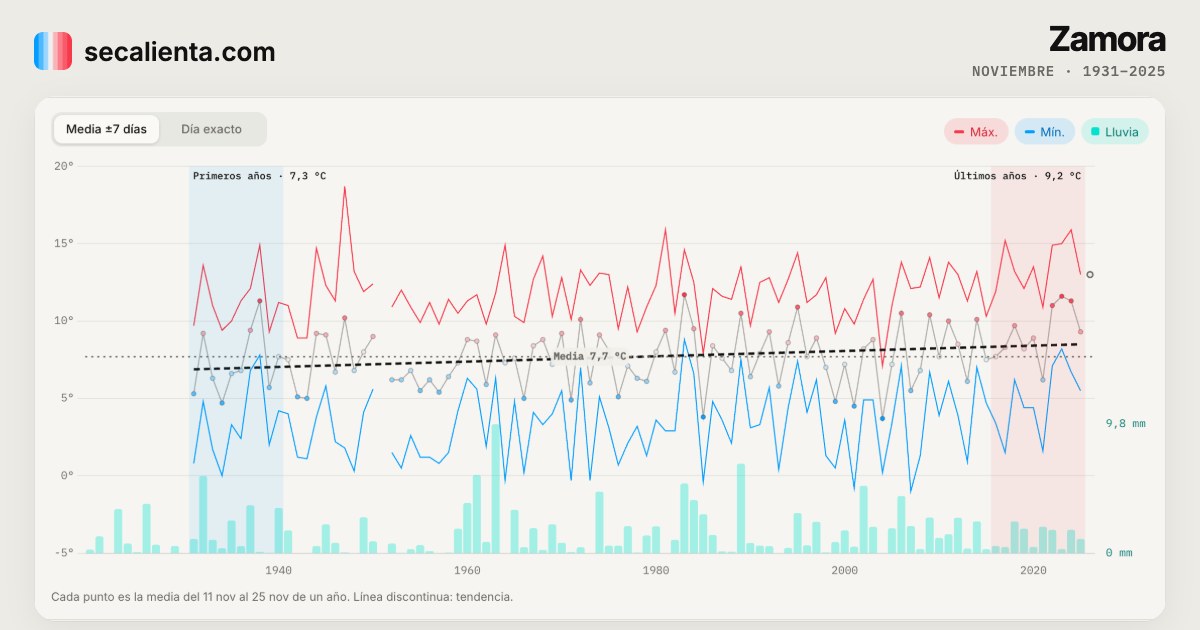 secalienta.com
Zamora
NOVIEMBRE · 1931–2025
Media ±7 días
Día exacto
Máx.
Mín.
Lluvia
20°
Primeros años · 7,3 °C
Últimos años · 9,2 °C
15°
10°
Media 7,7 °C
5°
9,8 mm
0°
-5°
0 mm
1940
1960
1980
2000
2020
Cada punto es la media del 11 nov al 25 nov de un año. Línea discontinua: tendencia.